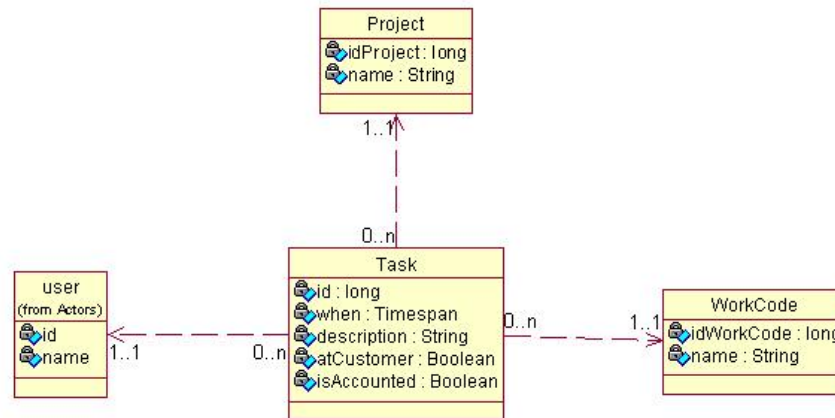 Project
idProject : long
name : String
1..1
0..n
Task
id : long
when : Timespan
description : String
atCustomer : Boolean
isAccounted : Boolean
user
(from Actors)
id
name
1..1
0..n
0..n
1..1
WorkCode
idWorkCode : long
name : String